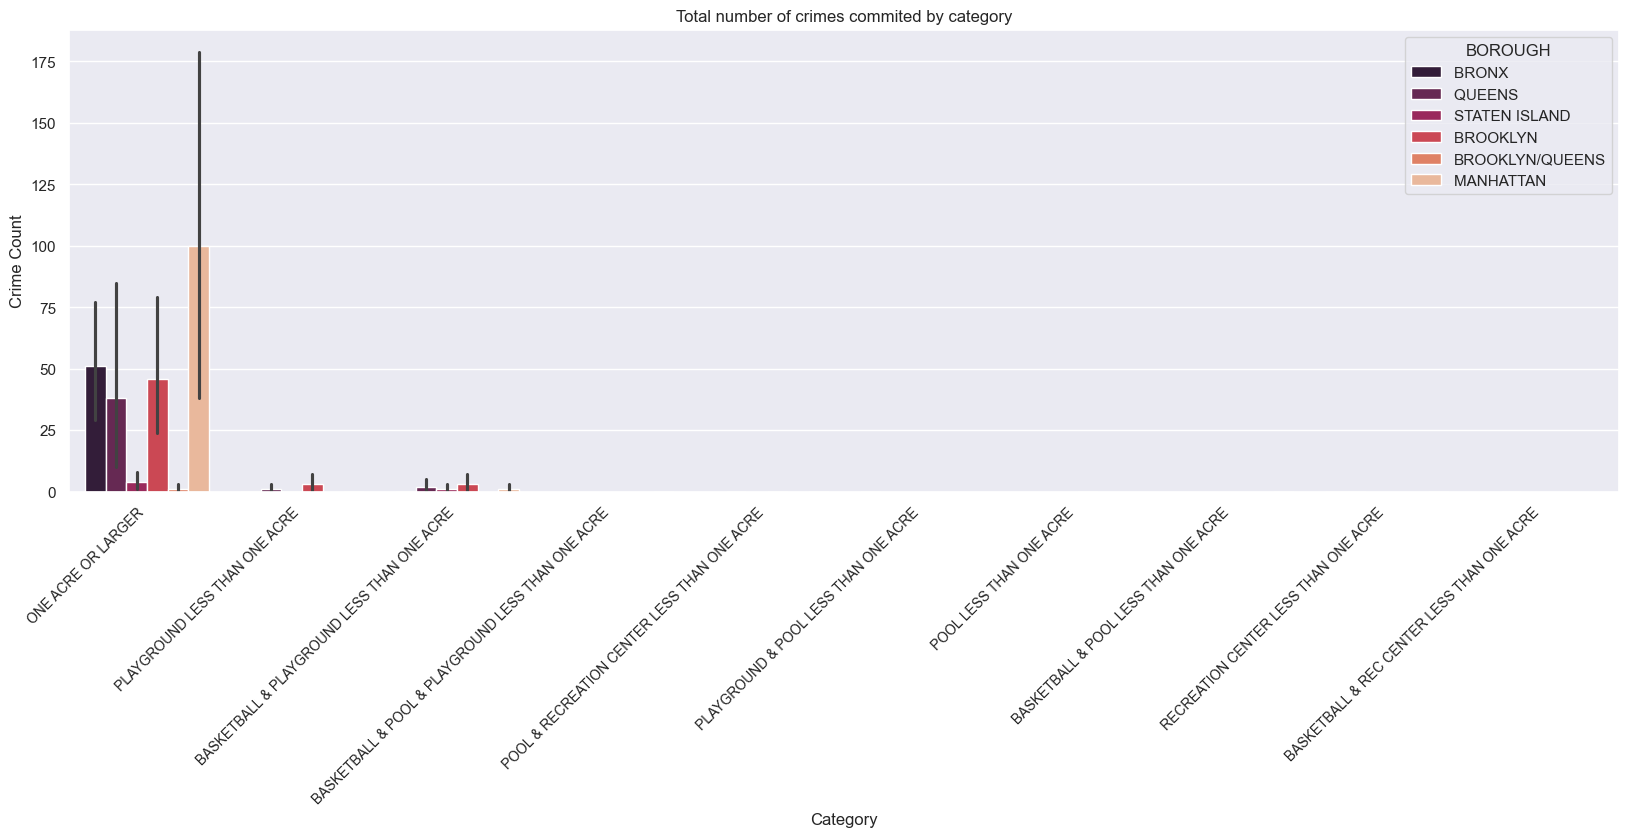 Total number of crimes commited by category
Crime Count
175
150
125
100
75
50
25
0
BOROUGH
BRONX
QUEENS
STATEN ISLAND
BROOKLYN
BROOKLYN/QUEENS
MANHATTAN
ONE ACRE OR LARGER
PLAYGROUND LESS THAN ONE ACRE
BASKETBALL & PLAYGROUND LESS THAN ONE ACRE
BASKETBALL & POOL & PLAYGROUND LESS THAN ONE ACRE
POOL & RECREATION CENTER LESS THAN ONE ACRE
PLAYGROUND & POOL LESS THAN ONE ACRE
POOL LESS THAN ONE ACRE
BASKETBALL & POOL LESS THAN ONE ACRE
RECREATION CENTER LESS THAN ONE ACRE
BASKETBALL & REC CENTER LESS THAN ONE ACRE
Category